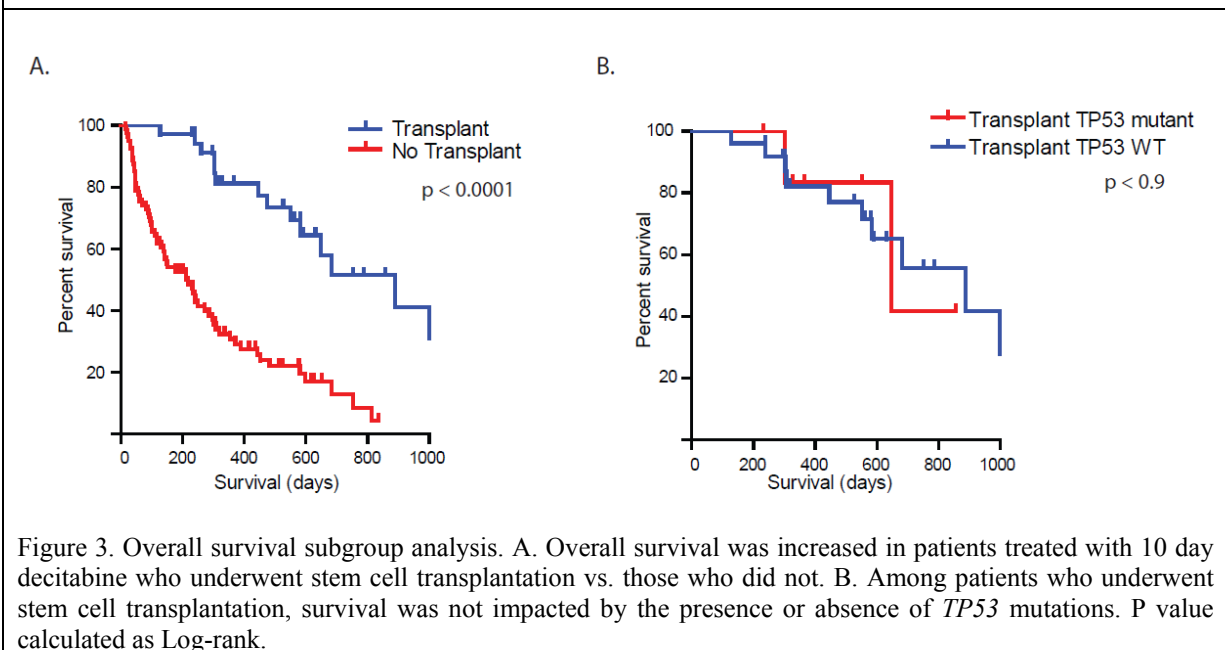 A.
Percent survival
100
80
60
40
20
0 200 400 600 800 1000
Survival (days)
Transplant
No Transplant
p < 0.0001
B.
Percent survival
100
80
60
40
20
0 200 400 600 800 1000
Survival (days)
Transplant TP53 mutant
Transplant TP53 WT
p < 0.9
Figure 3. Overall survival subgroup analysis. A. Overall survival was increased in patients treated with 10 day
decitabine who underwent stem cell transplantation vs. those who did not. B. Among patients who underwent
stem cell transplantation, survival was not impacted by the presence or absence of TP53 mutations. P value
calculated as Log-rank.